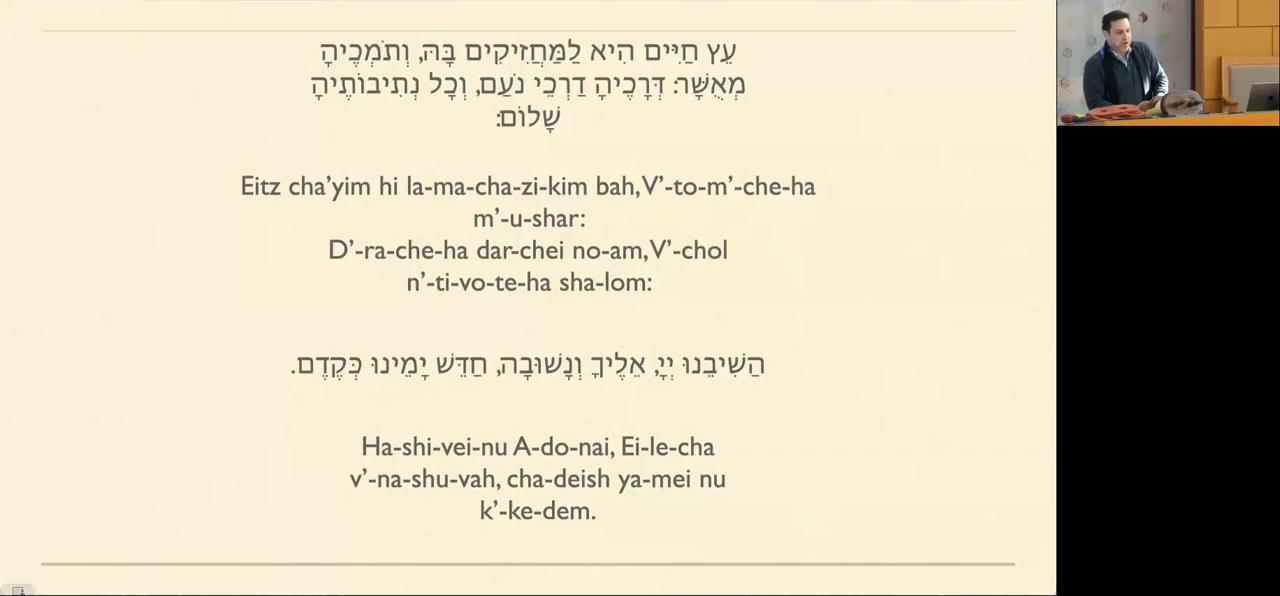 עֵץ חַיִּים הִיא לַמַּחֲזִיקִים בָּהּ, וְתֹמְכֶיהָ
מְאֻשָּׁר: דְּרָכֶיהָ דַרְכֵי נֹעַם, וְכָל נְתִיבוֹתֶיהָ
שָׁלוֹם:
Eitz cha’yim hi la-ma-cha-zi-kim bah, V’-to-m’-che-ha
m’-u-shar:
D’-ra-che-ha dar-chei no-am, V’-chol
n’-ti-vo-te-ha sha-lom:
הַשִׁיבֵנוּ יְיָ, אֵלֶיךָ וְנָשׁוּבָה, חַדֵּשׁ יָמֵינוּ כְּקֶדֶם.
Ha-shi-vei-nu A-do-nai, Ei-le-cha
v’-na-shu-vah, cha-deish ya-mei nu
k’-ke-dem.